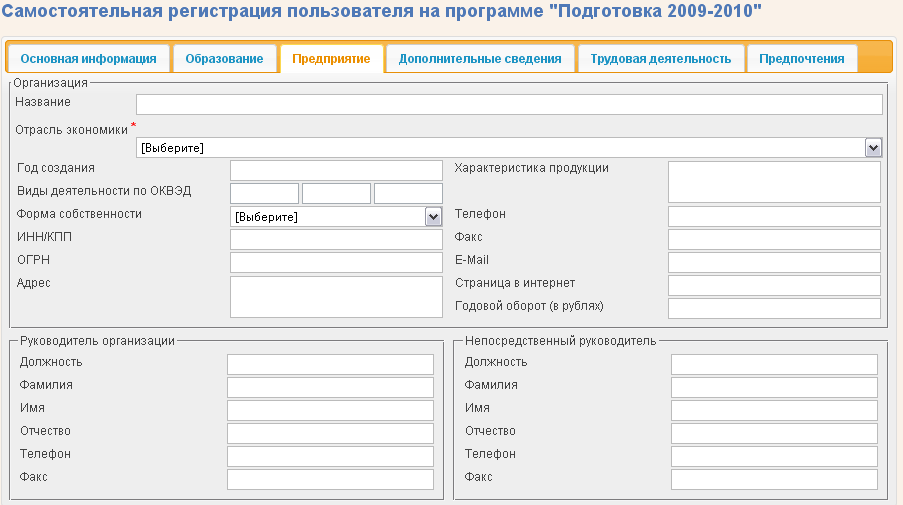 Самостоятельная регистрация пользователя на программе "Подготовка 2009-2010"
Основная информация Образование Предприятие Дополнительные сведения Трудовая деятельность Предпочтения
Организация
Название
Отрасль экономики *
[Выберите]
Год создания Характеристика продукции
Виды деятельности по ОКВЭД
Форма собственности [Выберите] Телефон
ИНН/КПП Факс
ОГРН E-Mail
Адрес Страница в интернет
Годовой оборот (в рублях)
Руководитель организации Непосредственный руководитель
Должность Должность
Фамилия Фамилия
Имя Имя
Отчество Отчество
Телефон Телефон
Факс Факс